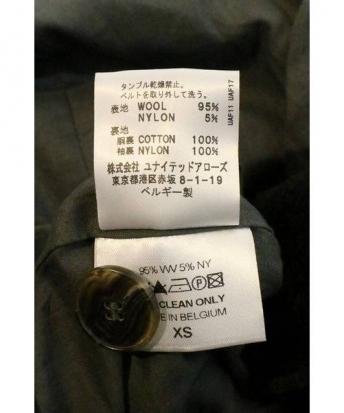 タンブル乾燥禁止。
ベルトを取り外して洗う。
表地 WOOL 95%
NYLON 5%
裏地
胴裏 COTTON 100%
袖裏 NYLON 100%
株式会社 ユナイテッドアローズ
東京都港区赤坂 8-1-19
ベルギー製
UAF11 UAF17
95% WV 5% NY
CLEAN ONLY
IN BELGIUM
XS